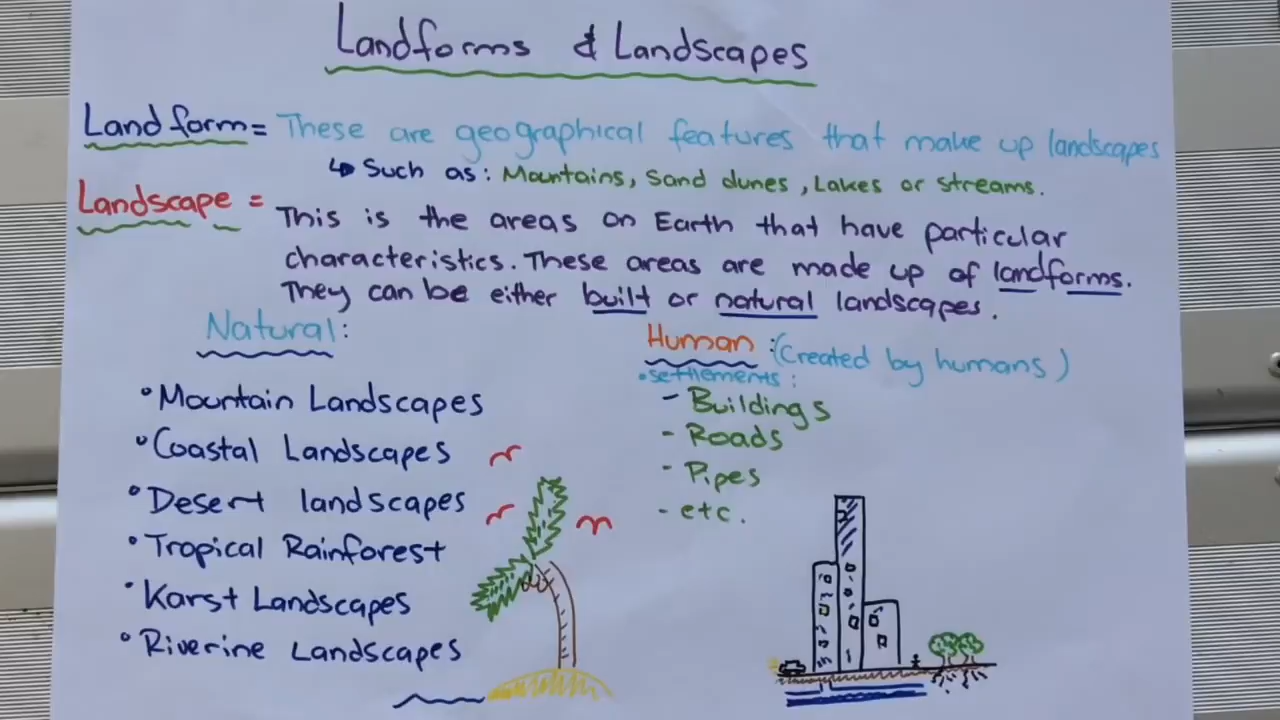 Landforms & Landscapes
Landform = These are geographical features that make up landscapes
↳ Such as: Mountains, Sand dunes, Lakes or streams.
Landscape = This is the areas on Earth that have particular
characteristics. These areas are made up of landforms.
They can be either built or natural landscapes.
Natural:
• Mountain Landscapes
• Coastal Landscapes
• Desert landscapes
• Tropical Rainforest
• Karst Landscapes
• Riverine Landscapes
Human: (Created by humans)
• settlements:
- Buildings
- Roads
- Pipes
- etc.